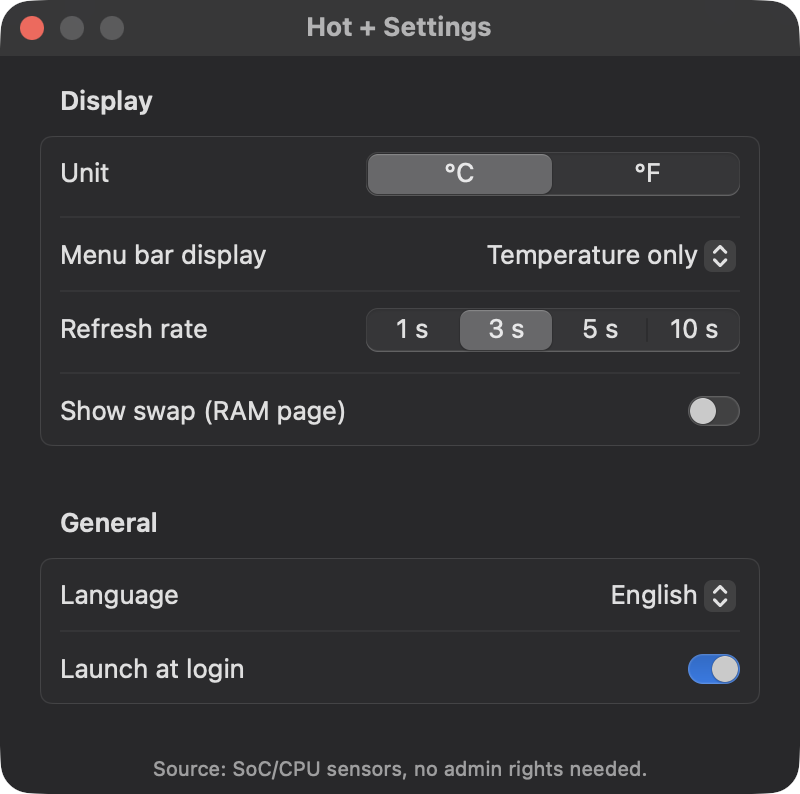 Hot + Settings
Display
Unit °C °F
Menu bar display Temperature only
Refresh rate 1 s 3 s 5 s 10 s
Show swap (RAM page)
General
Language English
Launch at login
Source: SoC/CPU sensors, no admin rights needed.